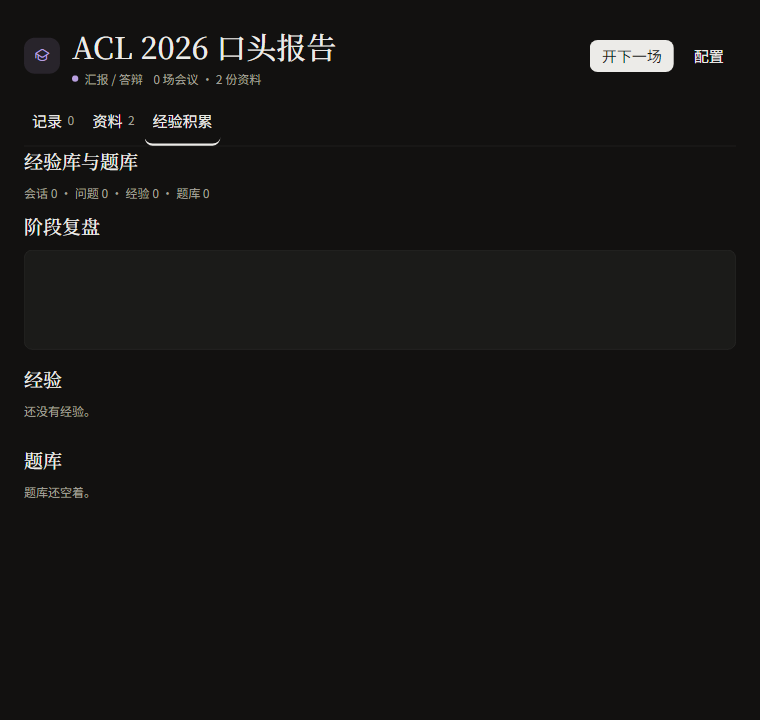 ACL 2026 口头报告
汇报 / 答辩 0 场会议 · 2 份资料
开下一场
配置
记录 0 资料 2 经验积累
经验库与题库
会话 0 · 问题 0 · 经验 0 · 题库 0
阶段复盘
经验
还没有经验。
题库
题库还空着。